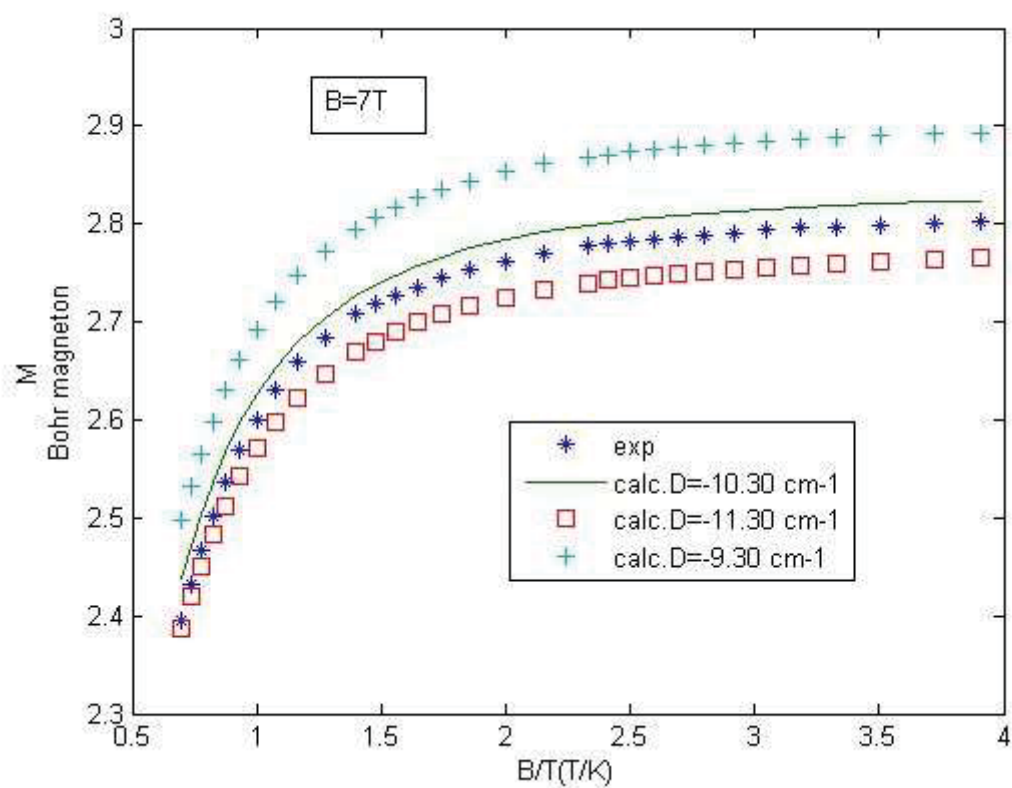 3
2.9
2.8
2.7
2.6
2.5
2.4
2.3
M
Bohr magneton
B=7T
exp
calc.D=-10.30 cm-1
calc.D=-11.30 cm-1
calc.D=-9.30 cm-1
0.5 1 1.5 2 2.5 3 3.5 4
B/T(T/K)